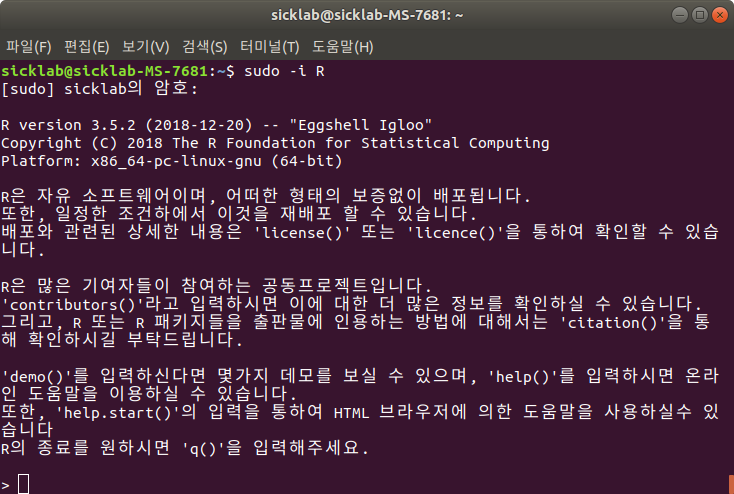 sicklab@sicklab-MS-7681: ~
파일(F) 편집(E) 보기(V) 검색(S) 터미널(T) 도움말(H)
sicklab@sicklab-MS-7681:~$ sudo -i R
[sudo] sicklab의 암호:
R version 3.5.2 (2018-12-20) -- "Eggshell Igloo"
Copyright (C) 2018 The R Foundation for Statistical Computing
Platform: x86_64-pc-linux-gnu (64-bit)
R은 자유 소프트웨어이며, 어떠한 형태의 보증없이 배포됩니다.
또한, 일정한 조건하에서 이것을 재배포 할 수 있습니다.
배포와 관련된 상세한 내용은 'license()' 또는 'licence()'을 통하여 확인할 수 있습
니다.
R은 많은 기여자들이 참여하는 공동프로젝트입니다.
'contributors()'라고 입력하시면 이에 대한 더 많은 정보를 확인하실 수 있습니다.
그리고, R 또는 R 패키지들을 출판물에 인용하는 방법에 대해서는 'citation()'을 통
해 확인하시길 부탁드립니다.
'demo()'를 입력하신다면 몇가지 데모를 보실 수 있으며, 'help()'를 입력하시면 온라
인 도움말을 이용하실 수 있습니다.
또한, 'help.start()'의 입력을 통하여 HTML 브라우저에 의한 도움말을 사용하실수 있
습니다
R의 종료를 원하시면 'q()'을 입력해주세요.
>